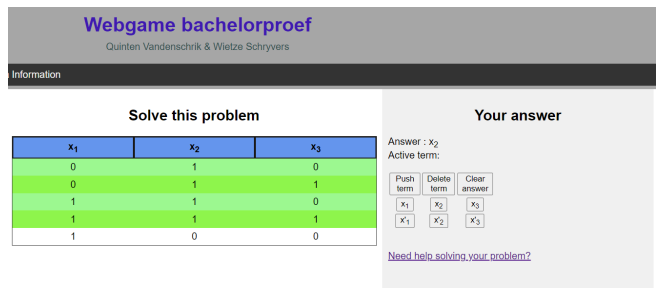 Webgame bachelorproef
Quinten Vandenschrik & Wietze Schryvers
Information
Solve this problem
x1 x2 x3
0 1 0
0 1 1
1 1 0
1 1 1
1 0 0
Your answer
Answer : x2
Active term:
Push term Delete term Clear answer
x1 x2 x3
x'1 x'2 x'3
Need help solving your problem?